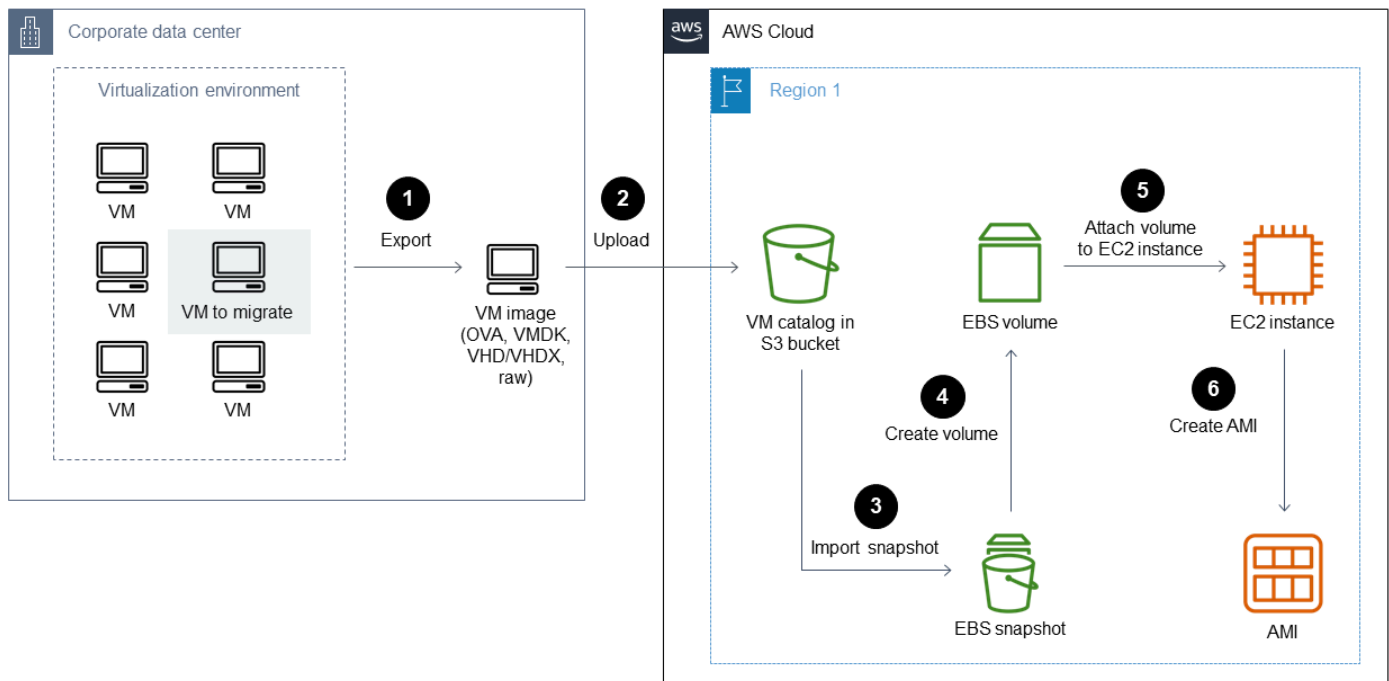 Corporate data center
Virtualization environment
VM
VM
VM
VM to migrate
VM
VM
1
Export
VM image
(OVA, VMDK,
VHD/VHDX,
raw)
2
Upload
aws
AWS Cloud
Region 1
VM catalog in
S3 bucket
3
Import snapshot
EBS snapshot
4
Create volume
EBS volume
5
Attach volume
to EC2 instance
EC2 instance
6
Create AMI
AMI